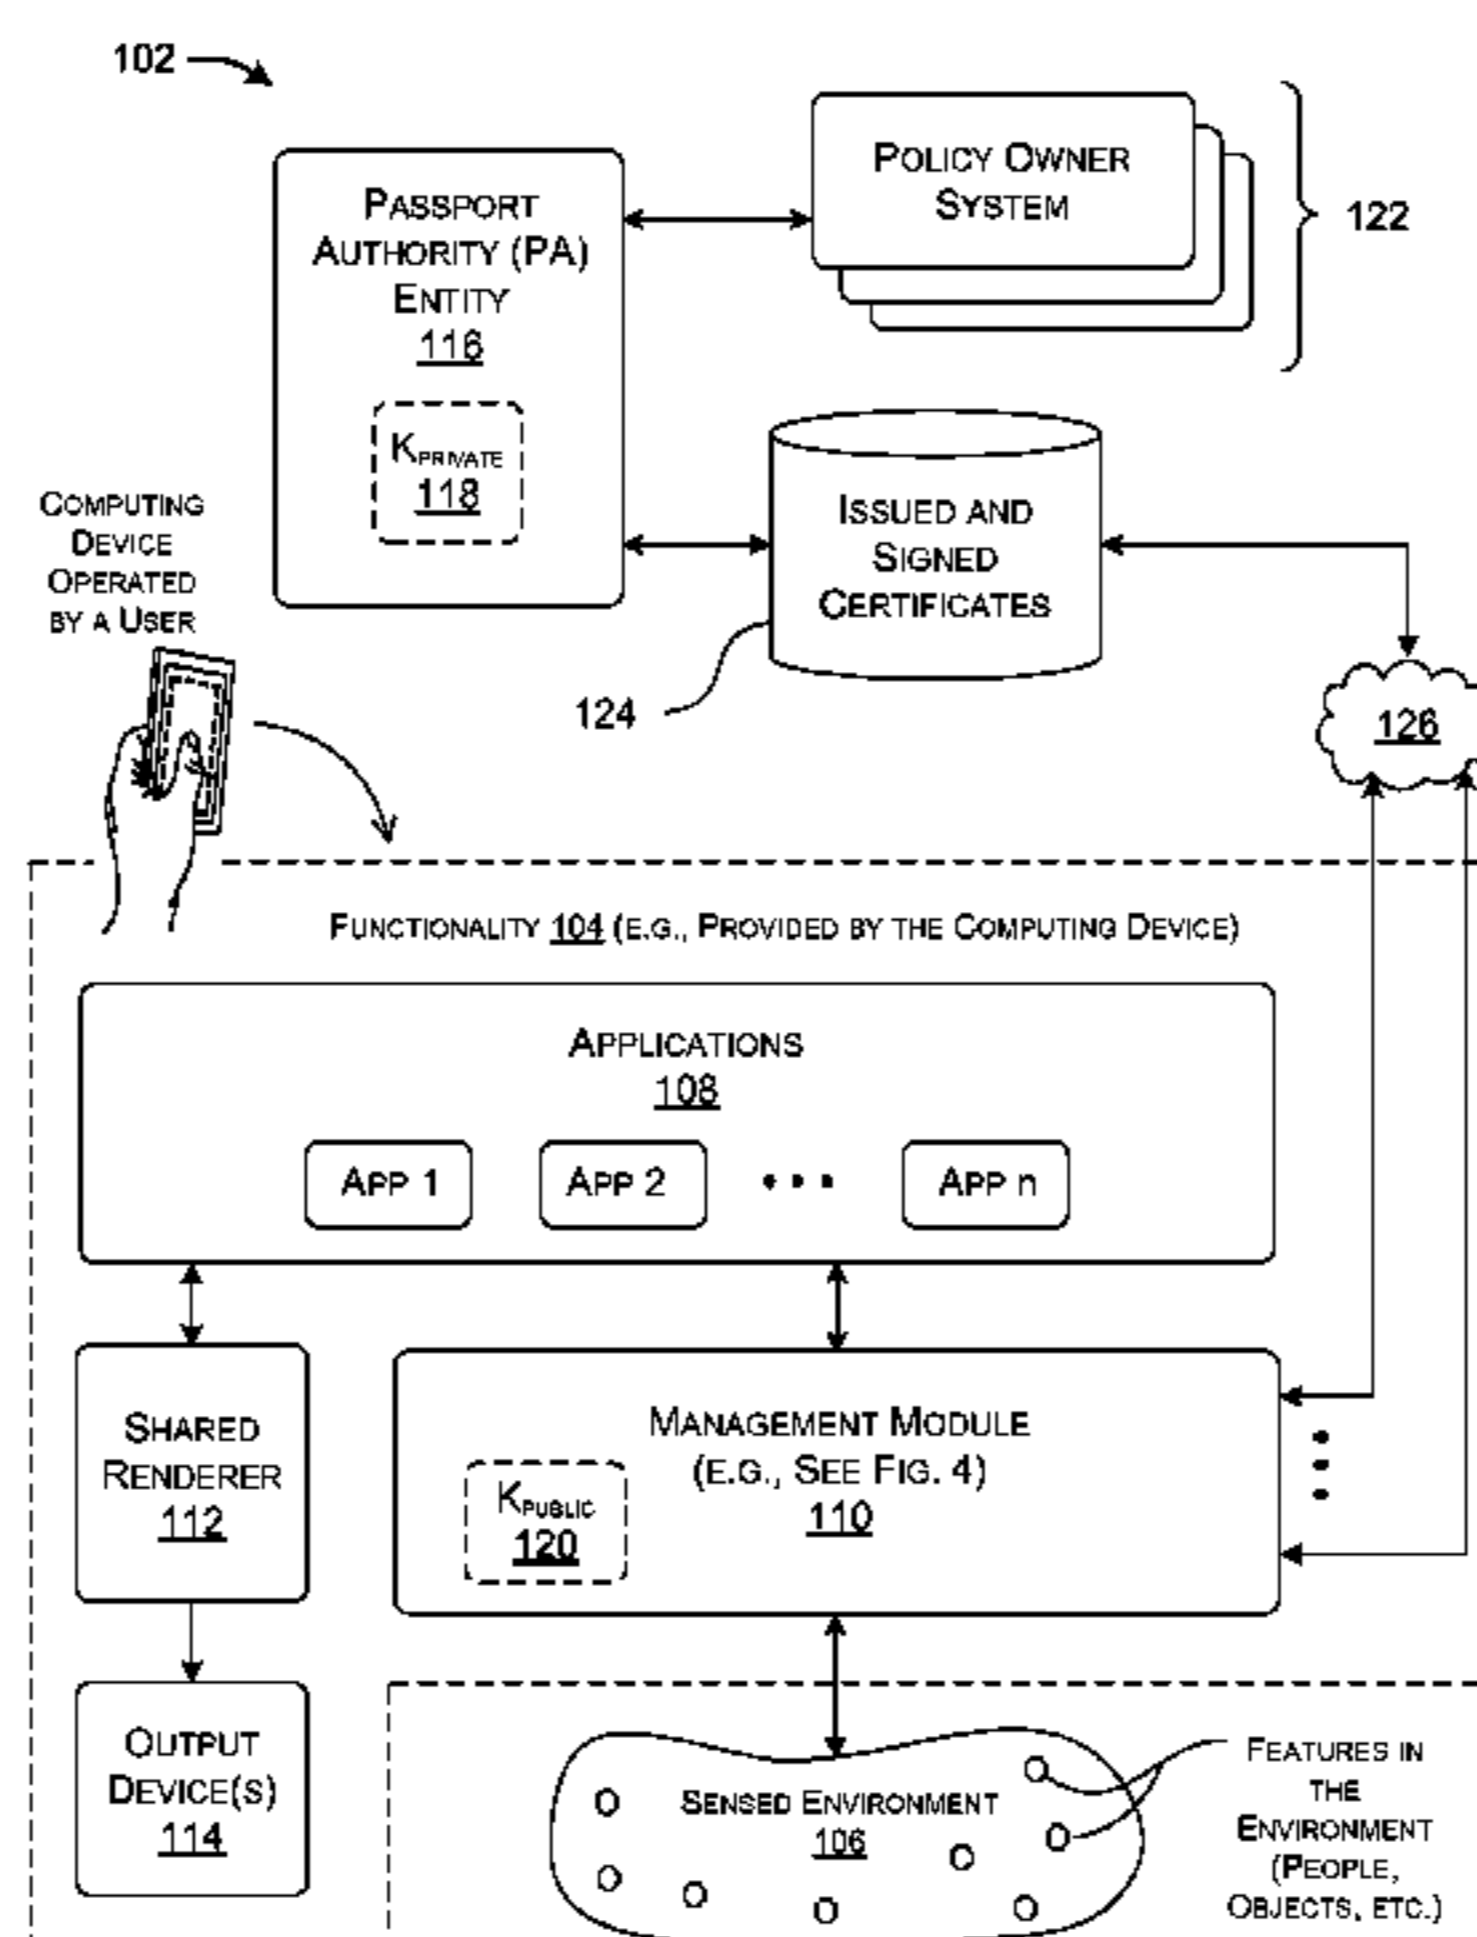 102
POLICY OWNER
SYSTEM
122
PASSPORT
AUTHORITY (PA)
ENTITY
116
KPRIVATE
118
ISSUED AND
SIGNED
CERTIFICATES
124
126
COMPUTING
DEVICE
OPERATED
BY A USER
FUNCTIONALITY 104 (E.G., PROVIDED BY THE COMPUTING DEVICE)
APPLICATIONS
108
APP 1
APP 2
• • •
APP n
SHARED
RENDERER
112
MANAGEMENT MODULE
(E.G., SEE FIG. 4)
110
KPUBLIC
120
OUTPUT
DEVICE(S)
114
SENSED ENVIRONMENT
106
FEATURES IN
THE
ENVIRONMENT
(PEOPLE,
OBJECTS, ETC.)